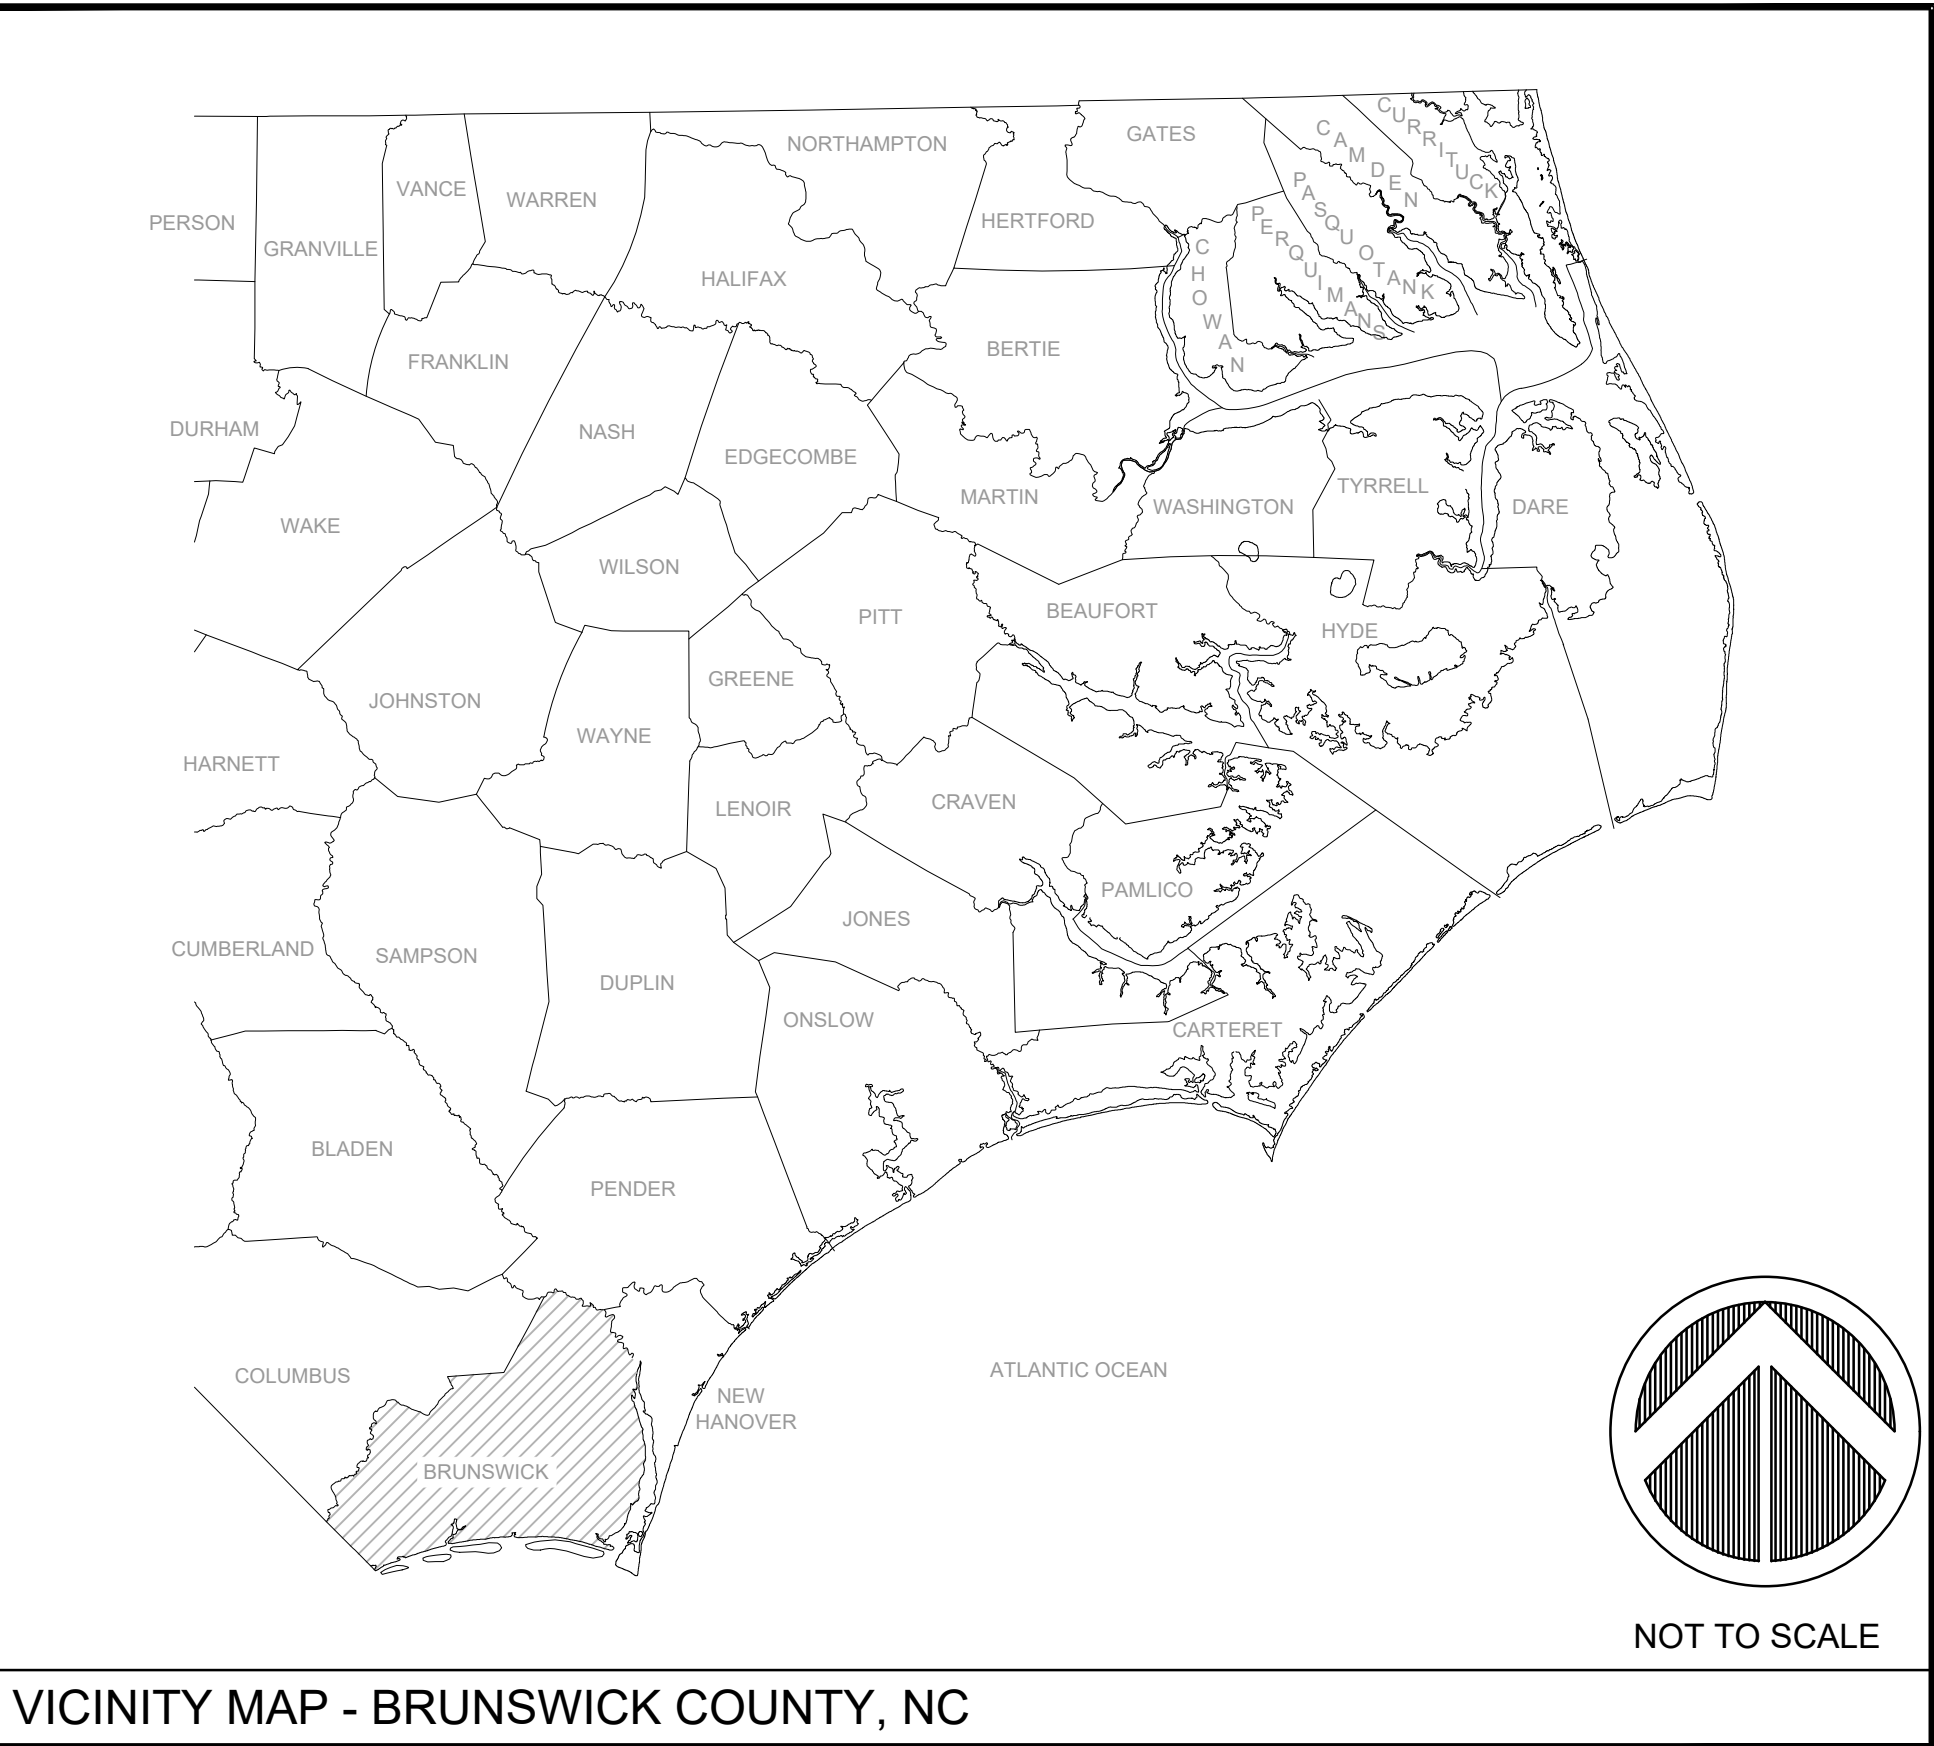 CURRITUCK
CAMDEN
GATES
NORTHAMPTON
VANCE
WARREN
PASQUOTANK
PERQUIMANS
HERTFORD
PERSON
GRANVILLE
CHOWAN
HALIFAX
BERTIE
FRANKLIN
DURHAM
NASH
EDGECOMBE
TYRRELL
MARTIN
WASHINGTON
DARE
WAKE
WILSON
BEAUFORT
PITT
HYDE
GREENE
JOHNSTON
WAYNE
HARNETT
CRAVEN
LENOIR
PAMLICO
JONES
CUMBERLAND
SAMPSON
DUPLIN
ONSLOW
CARTERET
BLADEN
PENDER
ATLANTIC OCEAN
COLUMBUS
NEW
HANOVER
BRUNSWICK
NOT TO SCALE
VICINITY MAP - BRUNSWICK COUNTY, NC